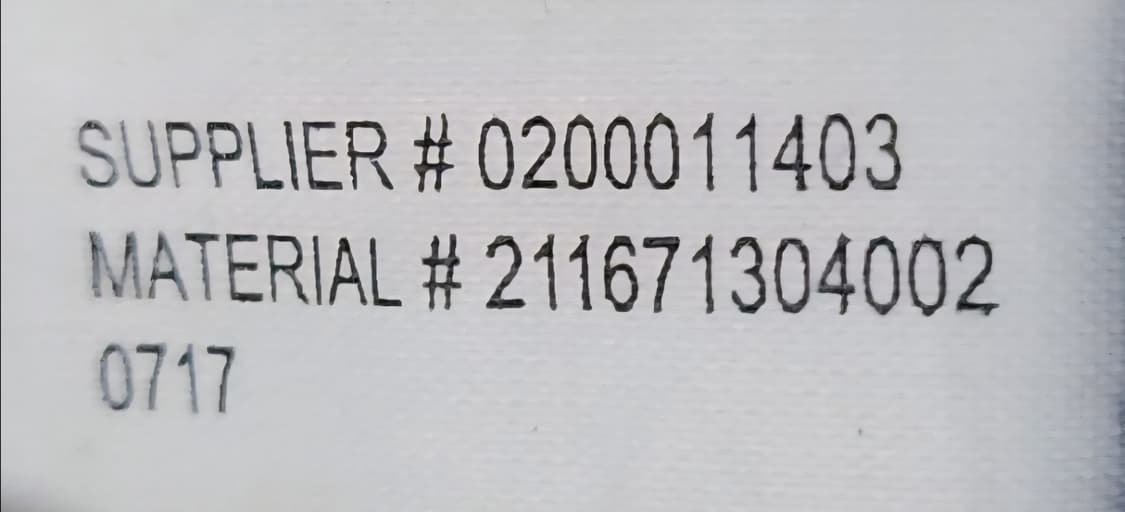 SUPPLIER # 0200011403
MATERIAL # 211671304002
0717